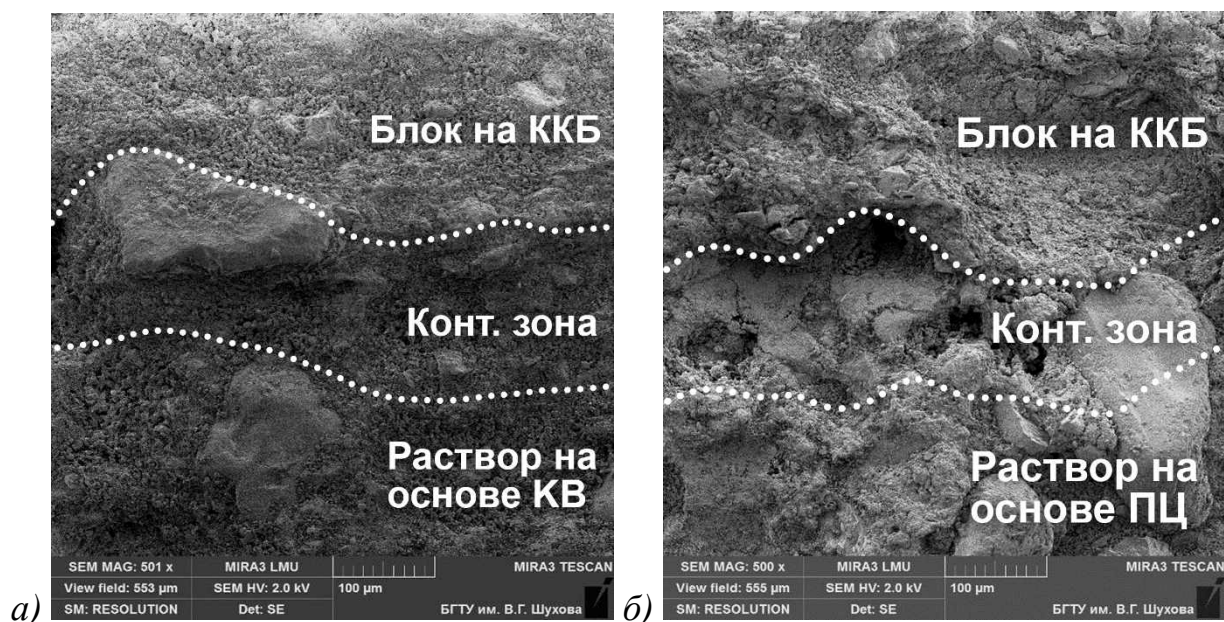 Блок на ККБ
Конт. зона
Раствор на
основе КВ
SEM MAG: 501 x
MIRA3 LMU
MIRA3 TESCAN
View field: 553 µm
SEM HV: 2.0 kV
100 µm
SM: RESOLUTION
Det: SE
БГТУ им. В.Г. Шухова
а)
Блок на ККБ
Конт. зона
Раствор на
основе ПЦ
SEM MAG: 500 x
MIRA3 LMU
MIRA3 TESCAN
View field: 555 µm
SEM HV: 2.0 kV
100 µm
SM: RESOLUTION
Det: SE
БГТУ им. В.Г. Шухова
б)